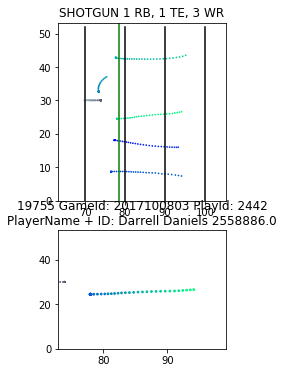 SHOTGUN 1 RB, 1 TE, 3 WR
50
40
30
20
10
0
70 80 90 100
19755 GameId: 2017100803 PlayId: 2442
PlayerName + ID: Darrell Daniels 2558886.0
40
20
0
80 90